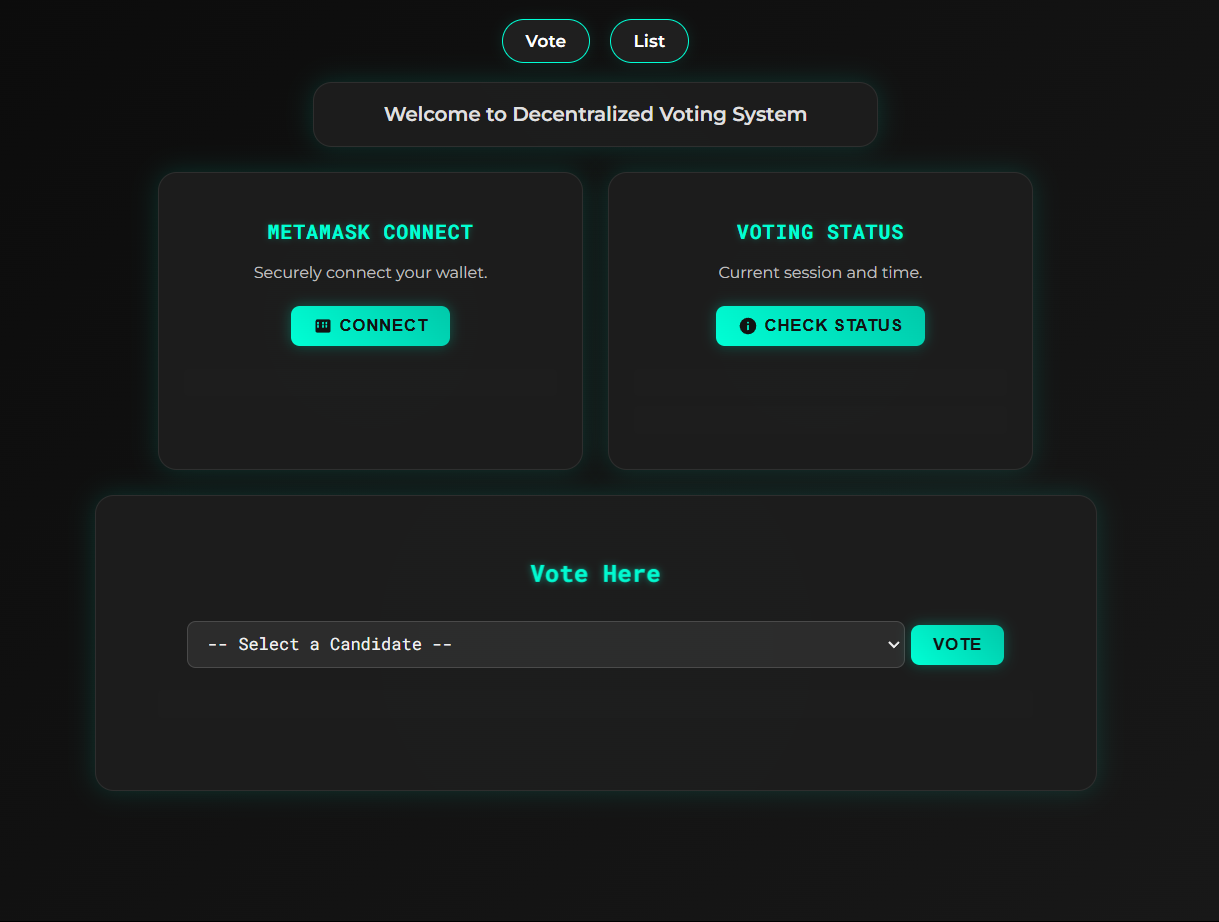 Vote
List
Welcome to Decentralized Voting System
METAMASK CONNECT
Securely connect your wallet.
CONNECT
VOTING STATUS
Current session and time.
CHECK STATUS
Vote Here
-- Select a Candidate --
VOTE